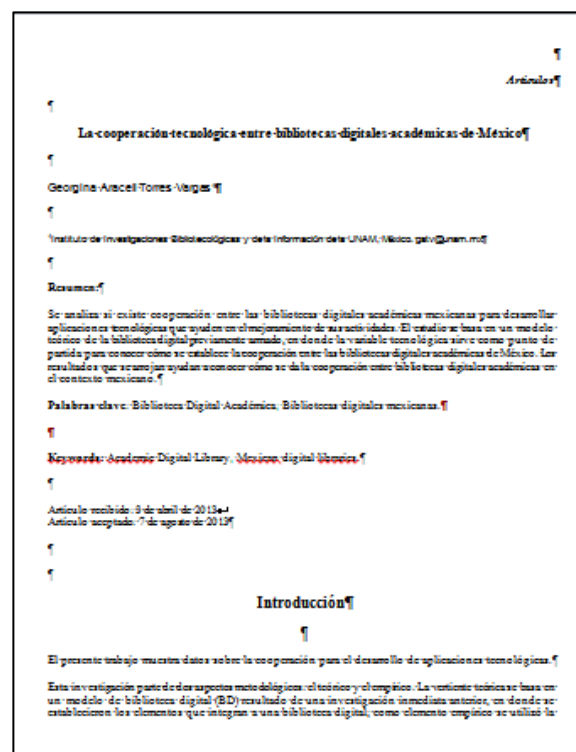 Artículos
La cooperación tecnológica entre bibliotecas digitales académicas de México
Georgina Araceli Torres Vargas
Instituto de Investigaciones Bibliotecológicas y de la Información de la UNAM, México. gatv@unam.mx
Resumen:
Se analiza si existe cooperación entre las bibliotecas digitales académicas mexicanas para desarrollar
aplicaciones tecnológicas que ayuden en el mejoramiento de sus actividades. El estudio se basa en un modelo
teórico de la biblioteca digital previamente armado, en donde la variable tecnológica sirve como punto de
partida para conocer cómo se establece la cooperación entre las bibliotecas digitales académicas de México. Los
resultados que se arrojan ayudan a conocer cómo se da la cooperación entre bibliotecas digitales académicas en
el contexto mexicano.
Palabras clave: Biblioteca Digital Académica; Bibliotecas digitales mexicanas.
Keywords: Academic Digital Library, Mexican digital libraries.
Artículo recibido: 9 de abril de 2013
Artículo aceptado: 7 de agosto de 2013
Introducción
El presente trabajo muestra datos sobre la cooperación para el desarrollo de aplicaciones tecnológicas.
Esta investigación parte de dos aspectos metodológicos: el teórico y el empírico. La vertiente teórica se basa en
un modelo de biblioteca digital (BD) resultado de una investigación inmediata anterior, en donde se
establecieron los elementos que integran a una biblioteca digital; como elemento empírico se utilizó la